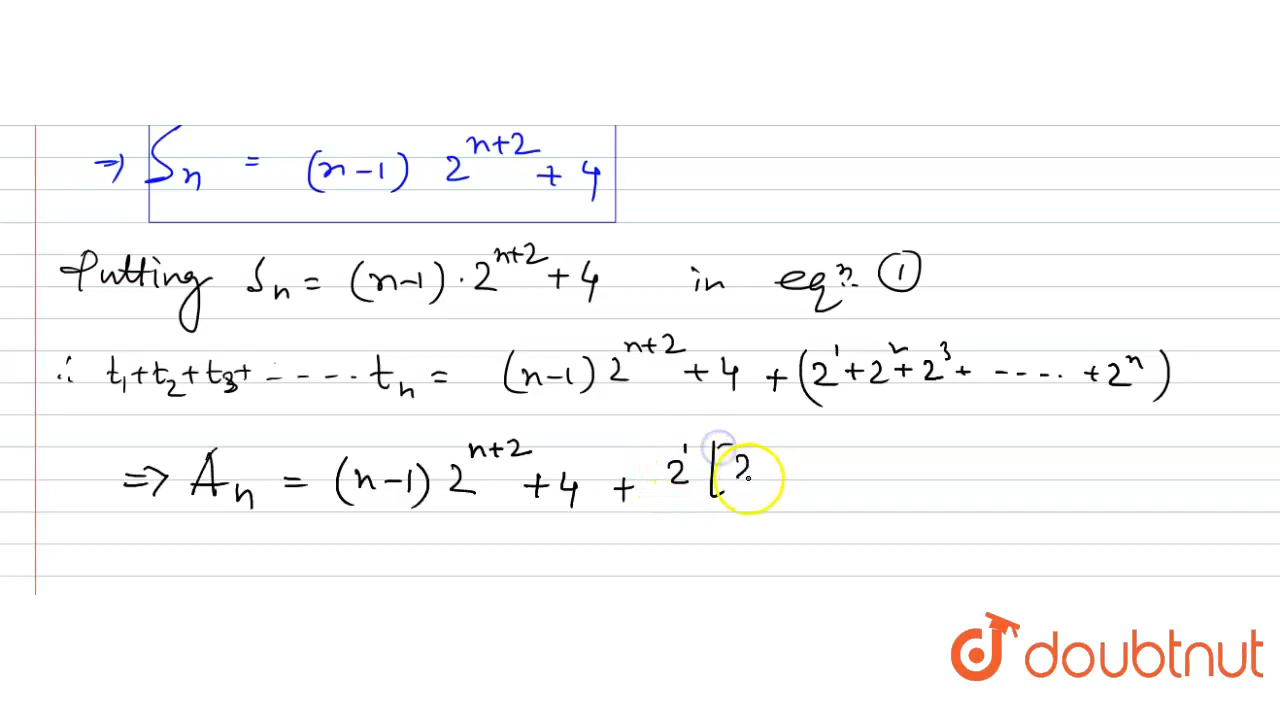 ⇒ Sn = (n-1) 2^(n+2) + 4
Putting Sn = (n-1) · 2^(n+2) + 4 in eqn. ①
∴ t1 + t2 + t3 + ----- tn = (n-1) 2^(n+2) + 4 + (2^1 + 2^2 + 2^3 + ----- + 2^n)
⇒ An = (n-1) 2^(n+2) + 4 + 2^1 [2
doubtnut